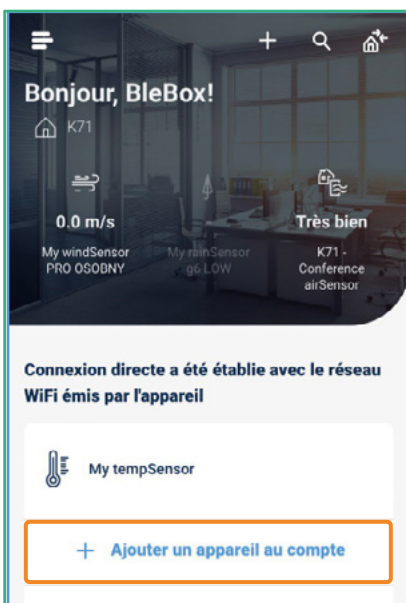 Bonjour, BleBox!
K71
0.0 m/s
My windSensor
PRO OSOBNY
My rainSensor
g6 LOW
Très bien
K71 -
Conference
airSensor
Connexion directe a été établie avec le réseau
WiFi émis par l'appareil
My tempSensor
+ Ajouter un appareil au compte